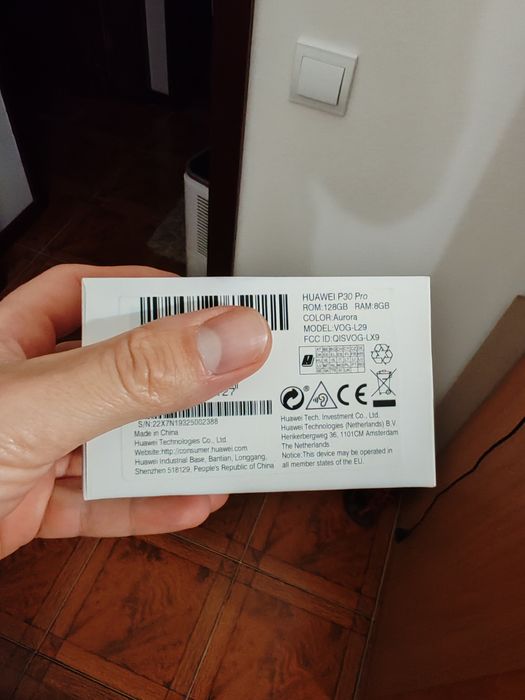 HUAWEI P30 Pro
ROM:128GB RAM:8GB
COLOR:Aurora
MODEL:VOG-L29
FCC ID:QISVOG-LX9
27"
S/N:22X7N19325002388
Made in China
Huawei Technologies Co., Ltd.
Website:http://consumer.huawei.com
Huawei Industrial Base, Bantian, Longgang,
Shenzhen 518129, People's Republic of China
CE
Huawei Tech. Investment Co., Ltd.
Huawei Technologies (Netherlands) B.V.
Henkerbergweg 36, 1101CM Amsterdam
The Netherlands
Notice:This device may be operated in
all member states of the EU.